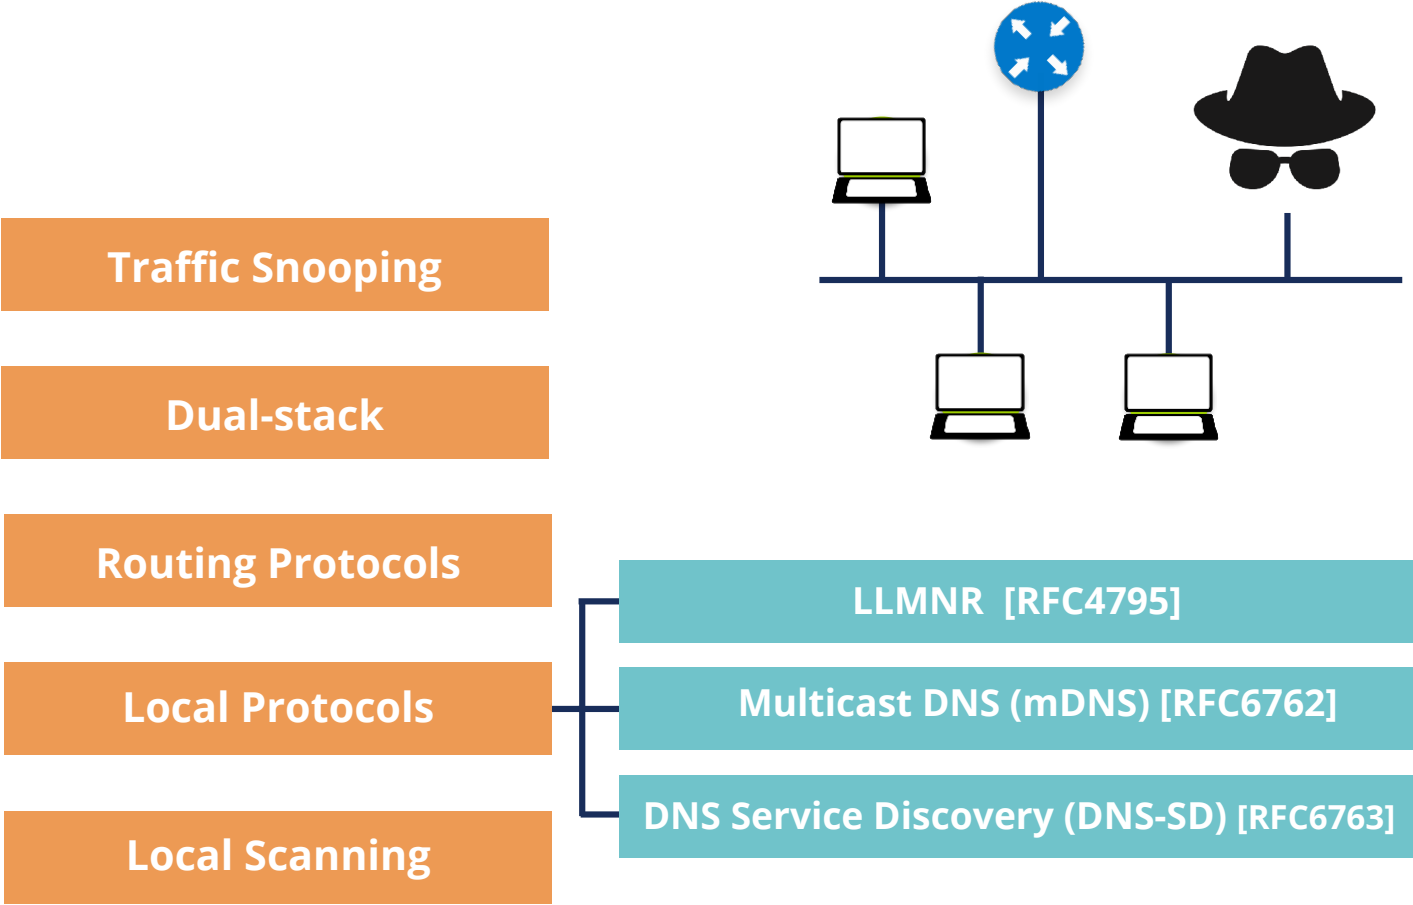 Traffic Snooping
Dual-stack
Routing Protocols
Local Protocols
Local Scanning
LLMNR  [RFC4795]
Multicast DNS (mDNS) [RFC6762]
DNS Service Discovery (DNS-SD) [RFC6763]